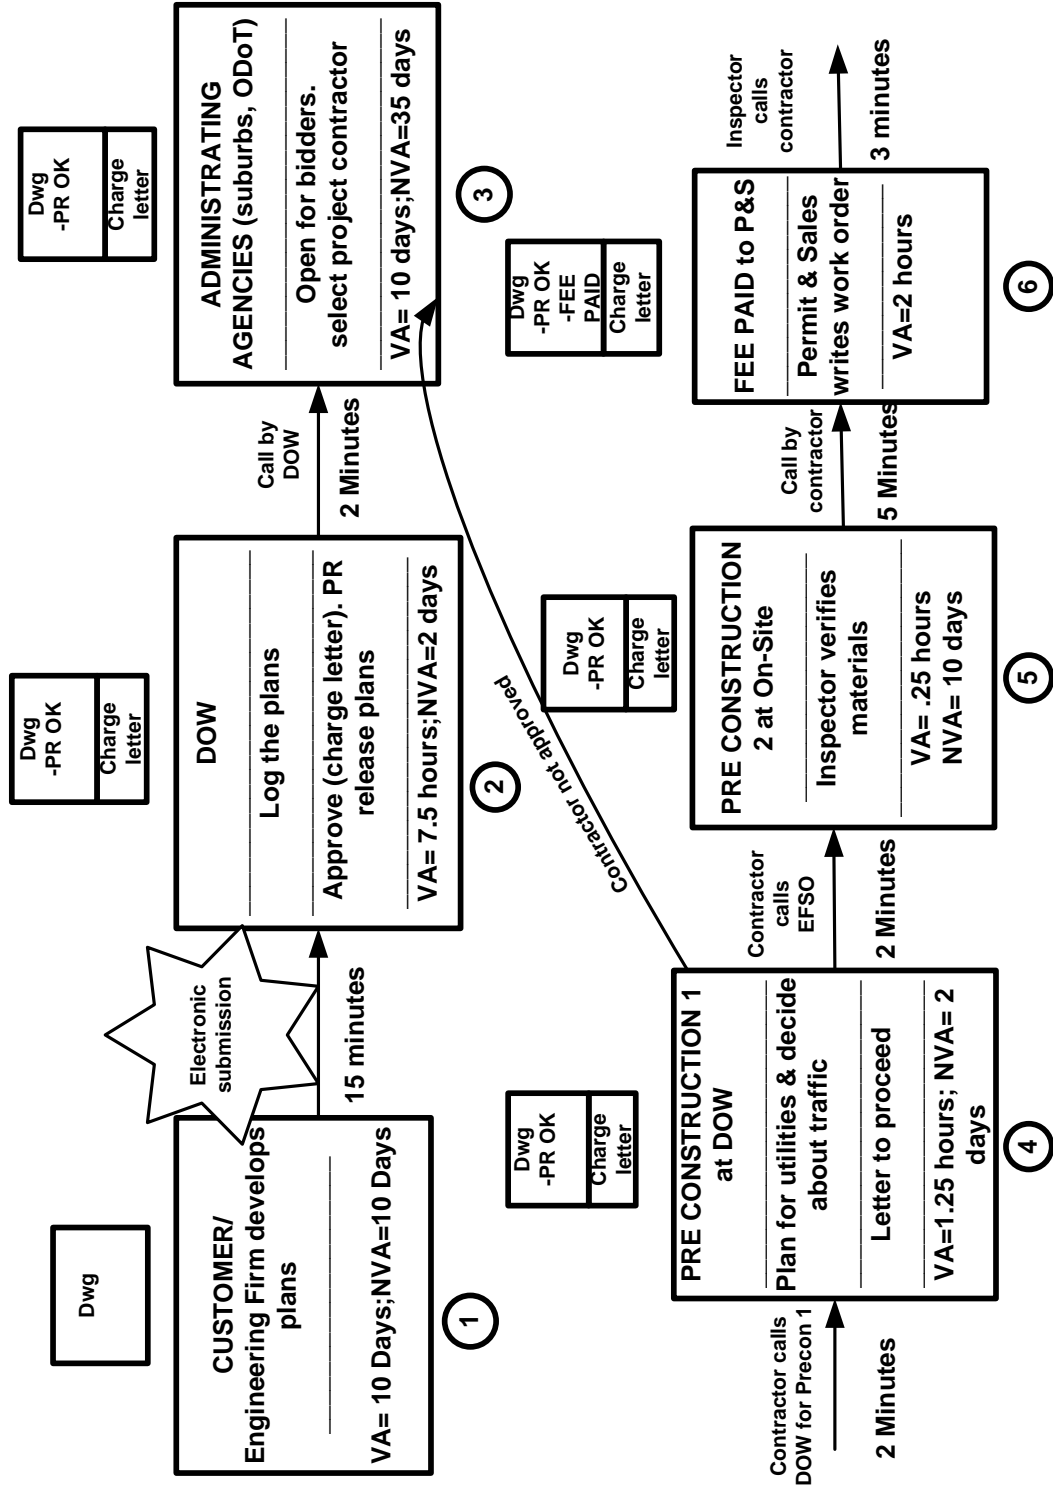 Dwg
CUSTOMER/
Engineering Firm develops
plans
VA= 10 Days;NVA=10 Days
1
Electronic
submission
15 minutes
Dwg
-PR OK
Charge
letter
DOW
Log the plans
Approve (charge letter). PR
release plans
VA= 7.5 hours;NVA=2 days
2
Call by
DOW
2 Minutes
Dwg
-PR OK
Charge
letter
ADMINISTRATING
AGENCIES (suburbs, ODoT)
Open for bidders.
select project contractor
VA= 10 days;NVA=35 days
3
Contractor not approved
Contractor calls
DOW for Precon 1
2 Minutes
Dwg
-PR OK
Charge
letter
PRE CONSTRUCTION 1
at DOW
Plan for utilities & decide
about traffic
Letter to proceed
VA=1.25 hours; NVA= 2
days
4
Contractor
calls
EFSO
2 Minutes
Dwg
-PR OK
Charge
letter
PRE CONSTRUCTION
2 at On-Site
Inspector verifies
materials
VA= .25 hours
NVA= 10 days
5
Call by
contractor
5 Minutes
Dwg
-PR OK
-FEE
PAID
Charge
letter
FEE PAID to P&S
Permit & Sales
writes work order
VA=2 hours
6
Inspector
calls
contractor
3 minutes